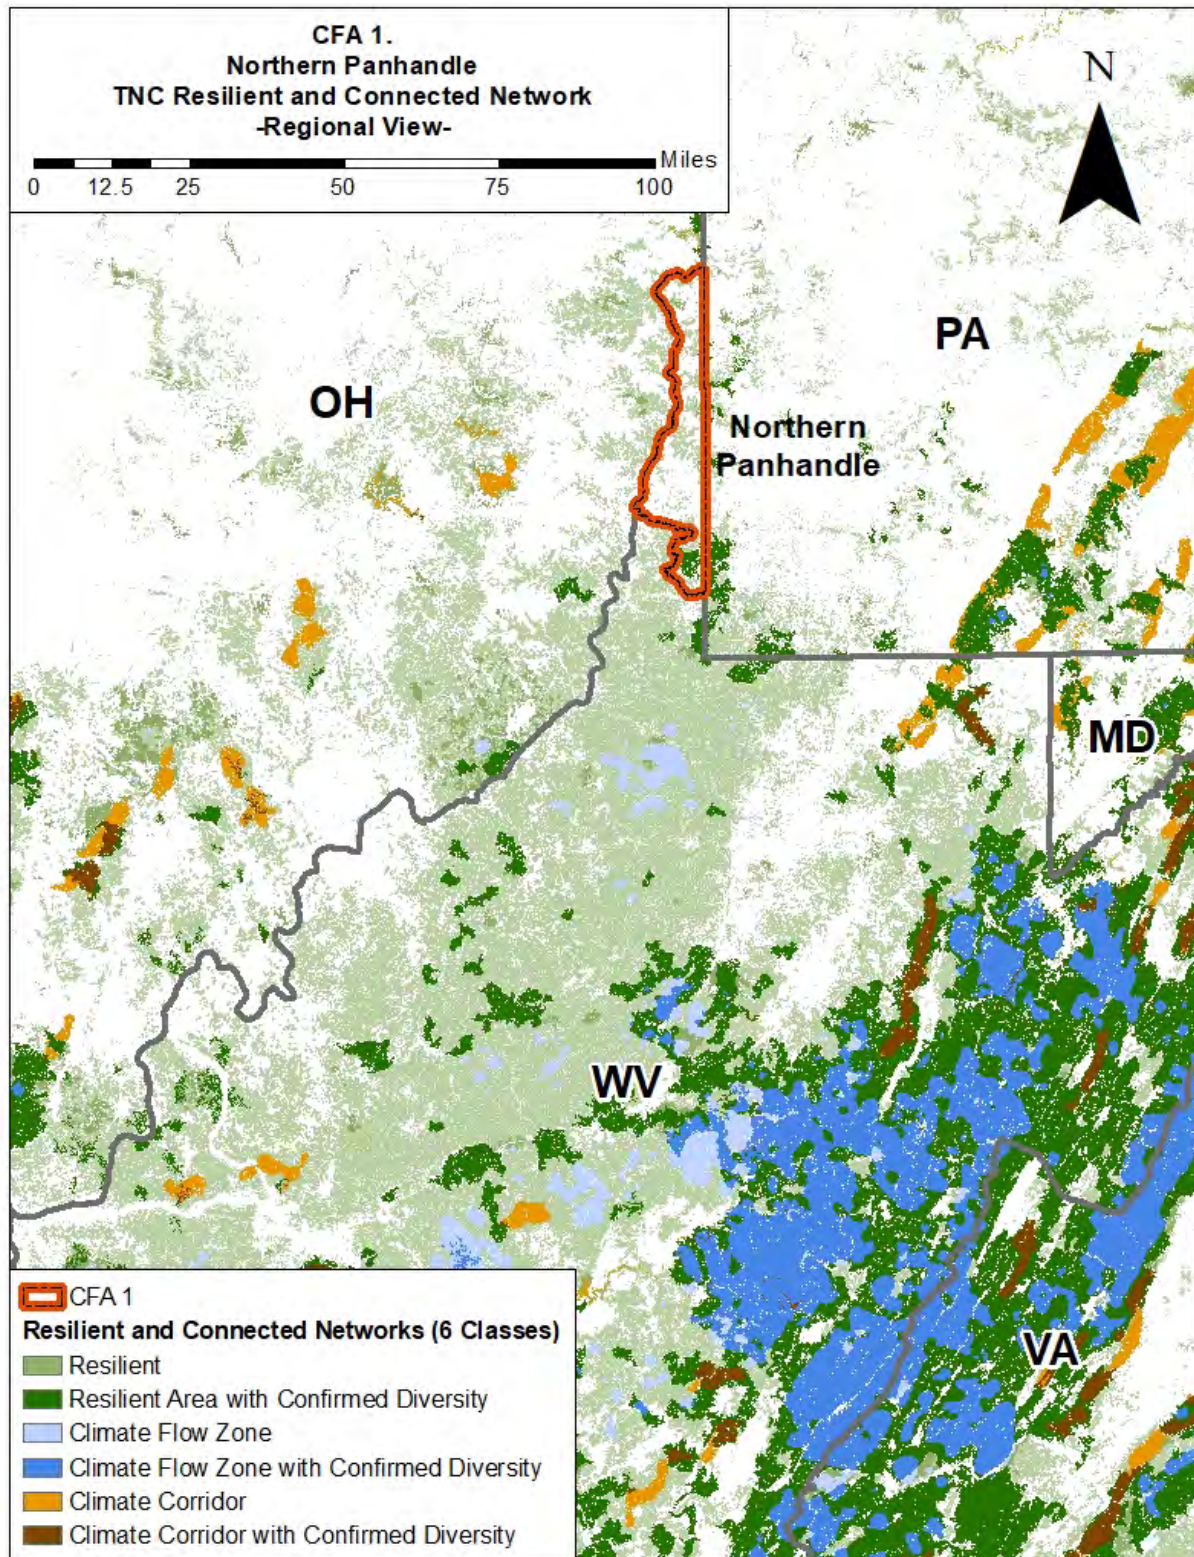 CFA 1.
Northern Panhandle
TNC Resilient and Connected Network
-Regional View-
Miles
0 12.5 25 50 75 100
N
PA
OH
Northern
Panhandle
MD
WV
VA
CFA 1
Resilient and Connected Networks (6 Classes)
Resilient
Resilient Area with Confirmed Diversity
Climate Flow Zone
Climate Flow Zone with Confirmed Diversity
Climate Corridor
Climate Corridor with Confirmed Diversity